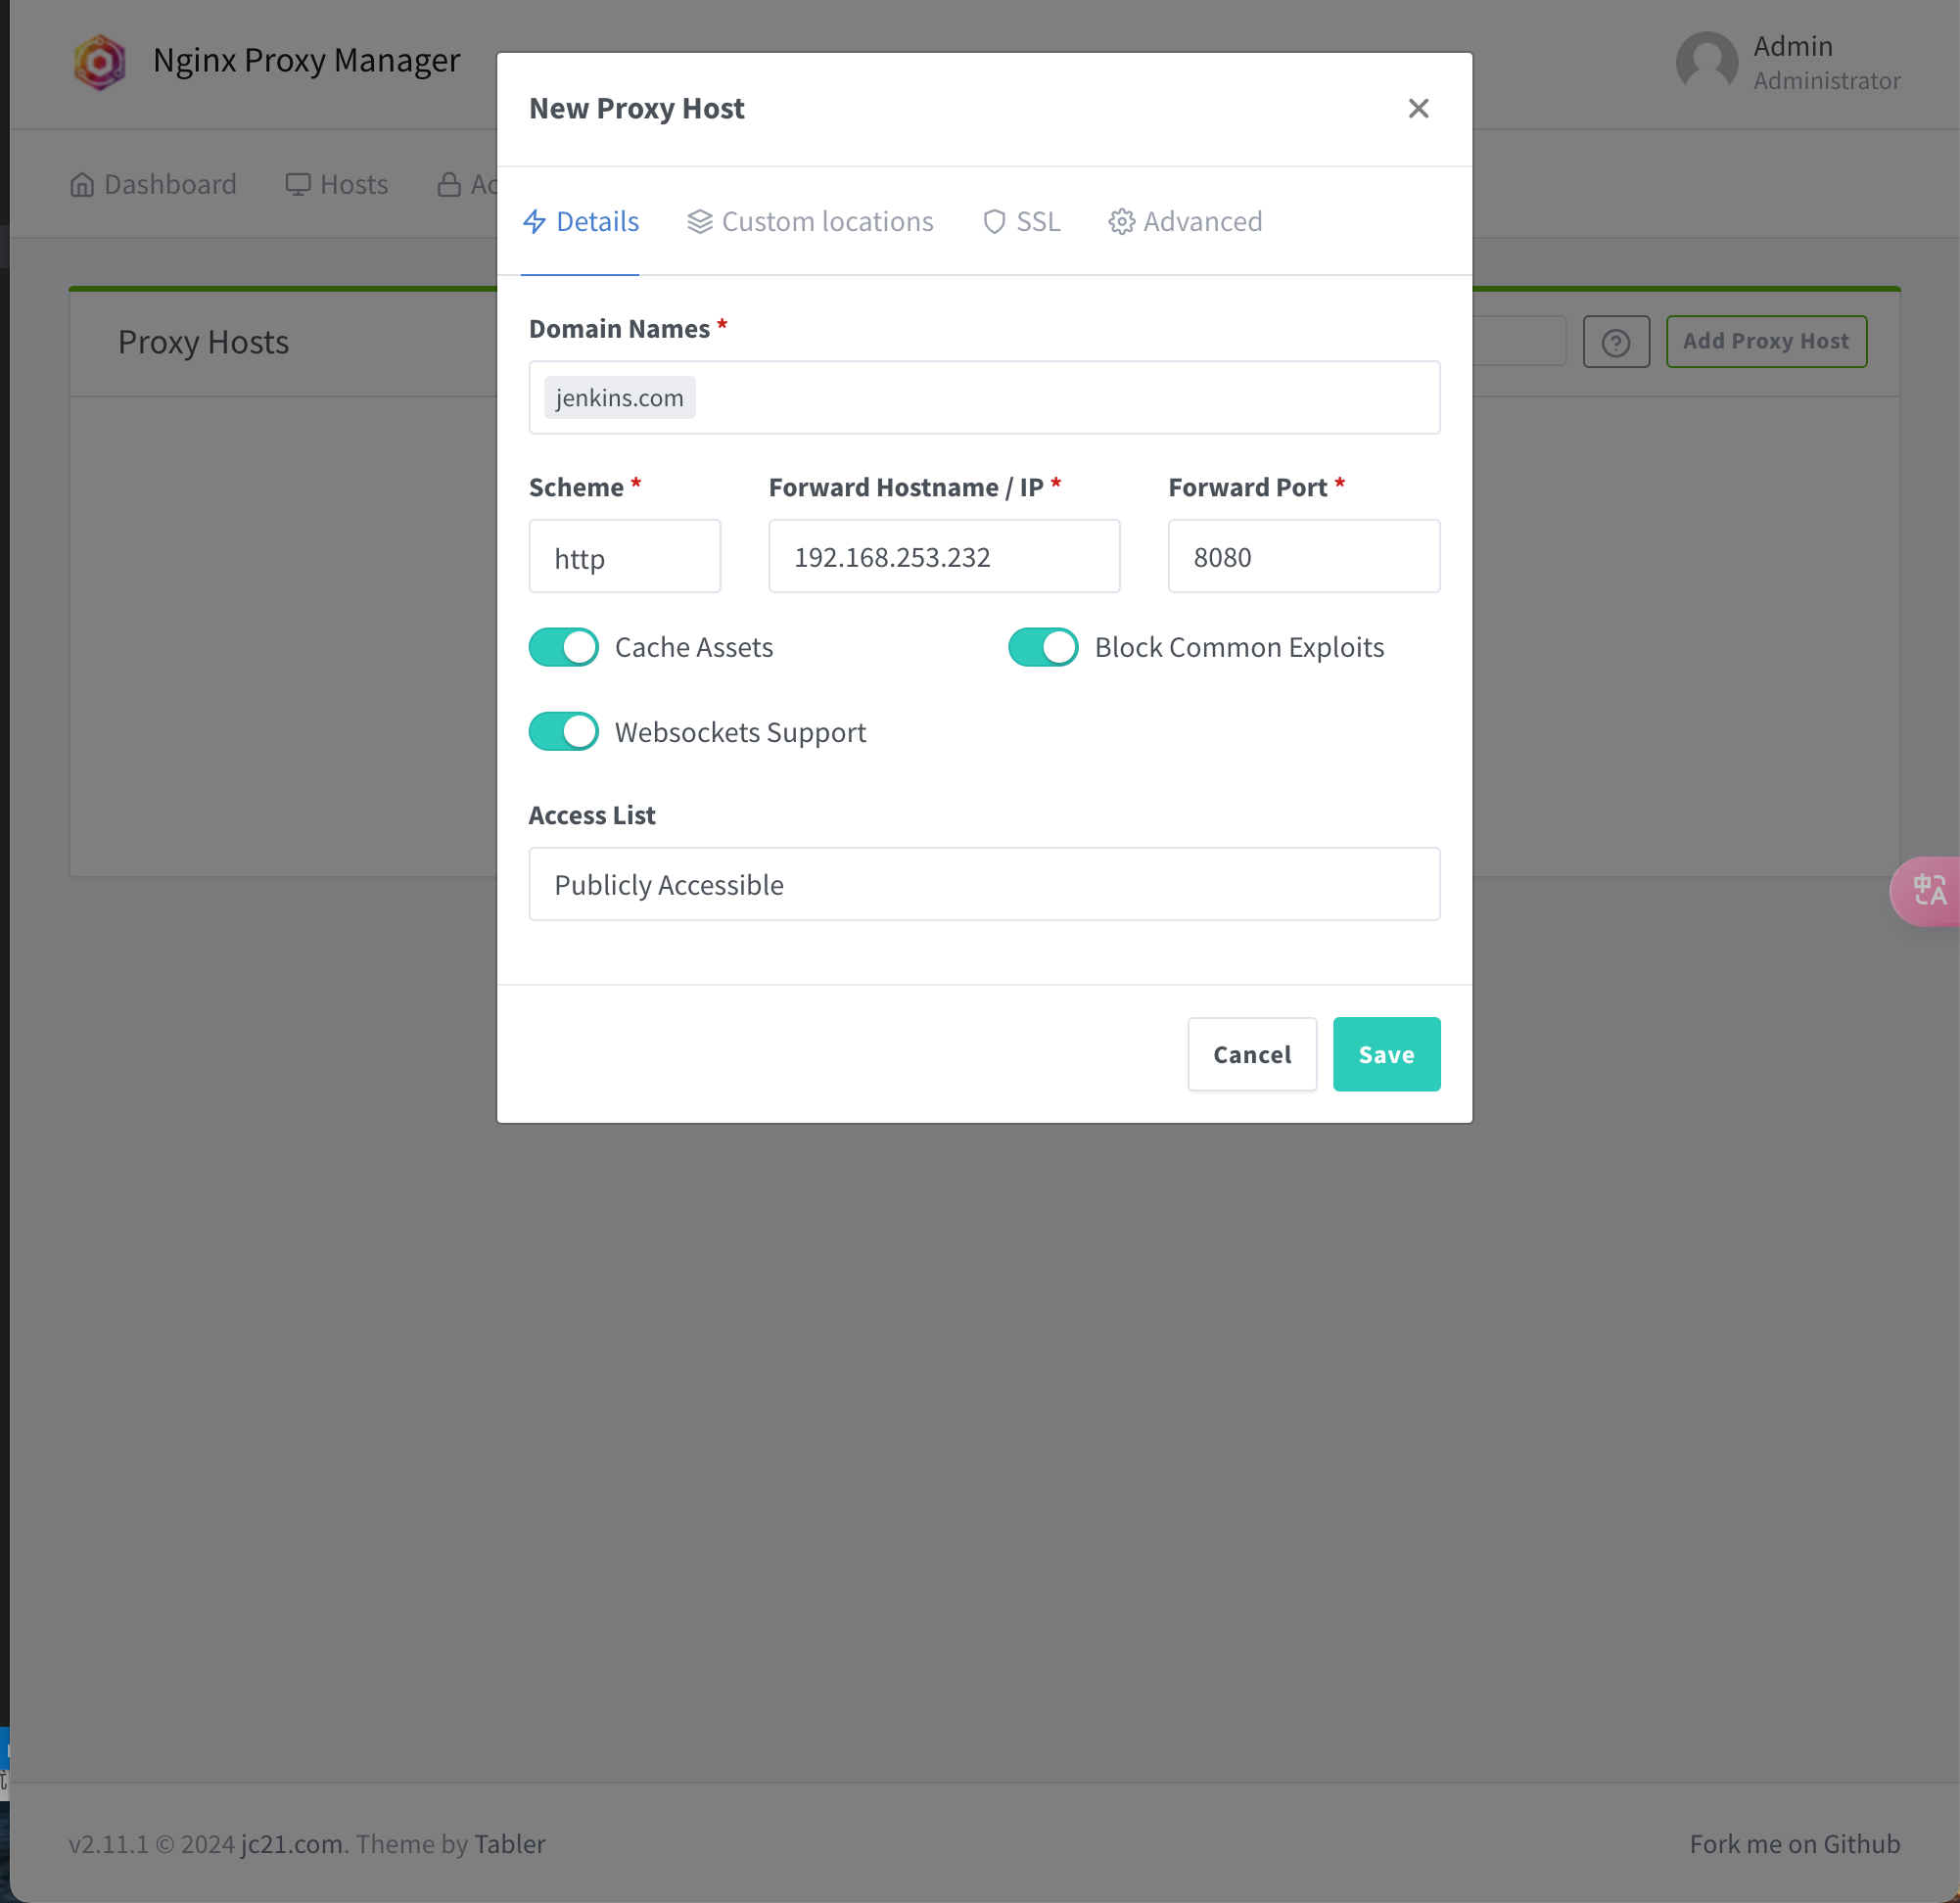 Nginx Proxy Manager
Admin
Administrator
Dashboard
Hosts
Proxy Hosts
Add Proxy Host
New Proxy Host
Details
Custom locations
SSL
Advanced
Domain Names *
jenkins.com
Scheme * Forward Hostname / IP * Forward Port *
http 192.168.253.232 8080
Cache Assets Block Common Exploits
Websockets Support
Access List
Publicly Accessible
Cancel Save
中A
v2.11.1 © 2024 jc21.com. Theme by Tabler
Fork me on Github